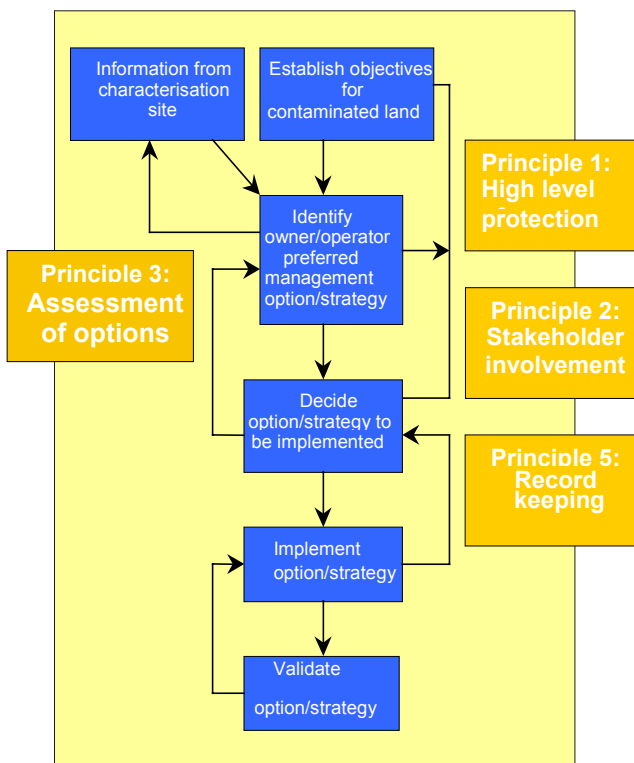 Information from
characterisation
site
Establish objectives
for
contaminated land
Principle 1:
High level
protection
Identify
owner/operator
preferred
management
option/strategy
Principle 3:
Assessment
of options
Principle 2:
Stakeholder
involvement
Decide
option/strategy to
be implemented
Principle 5:
Record
keeping
Implement
option/strategy
Validate
option/strategy